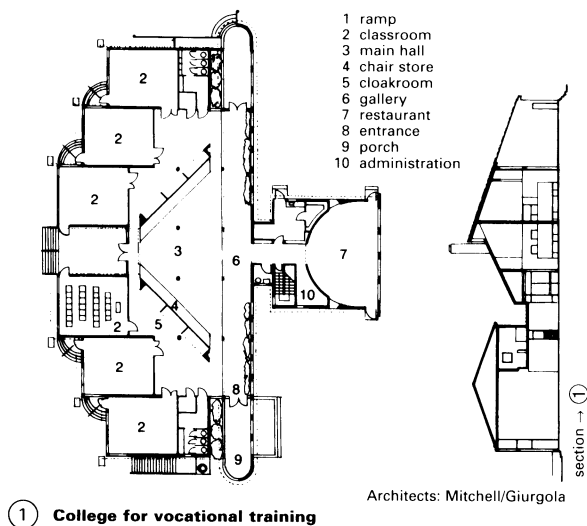 1 ramp
2 classroom
3 main hall
4 chair store
5 cloakroom
6 gallery
7 restaurant
8 entrance
9 porch
10 administration
2
2
2
3
6
7
10
4
5
2
2
8
2
9
section → 1
Architects: Mitchell/Giurgola
1 College for vocational training